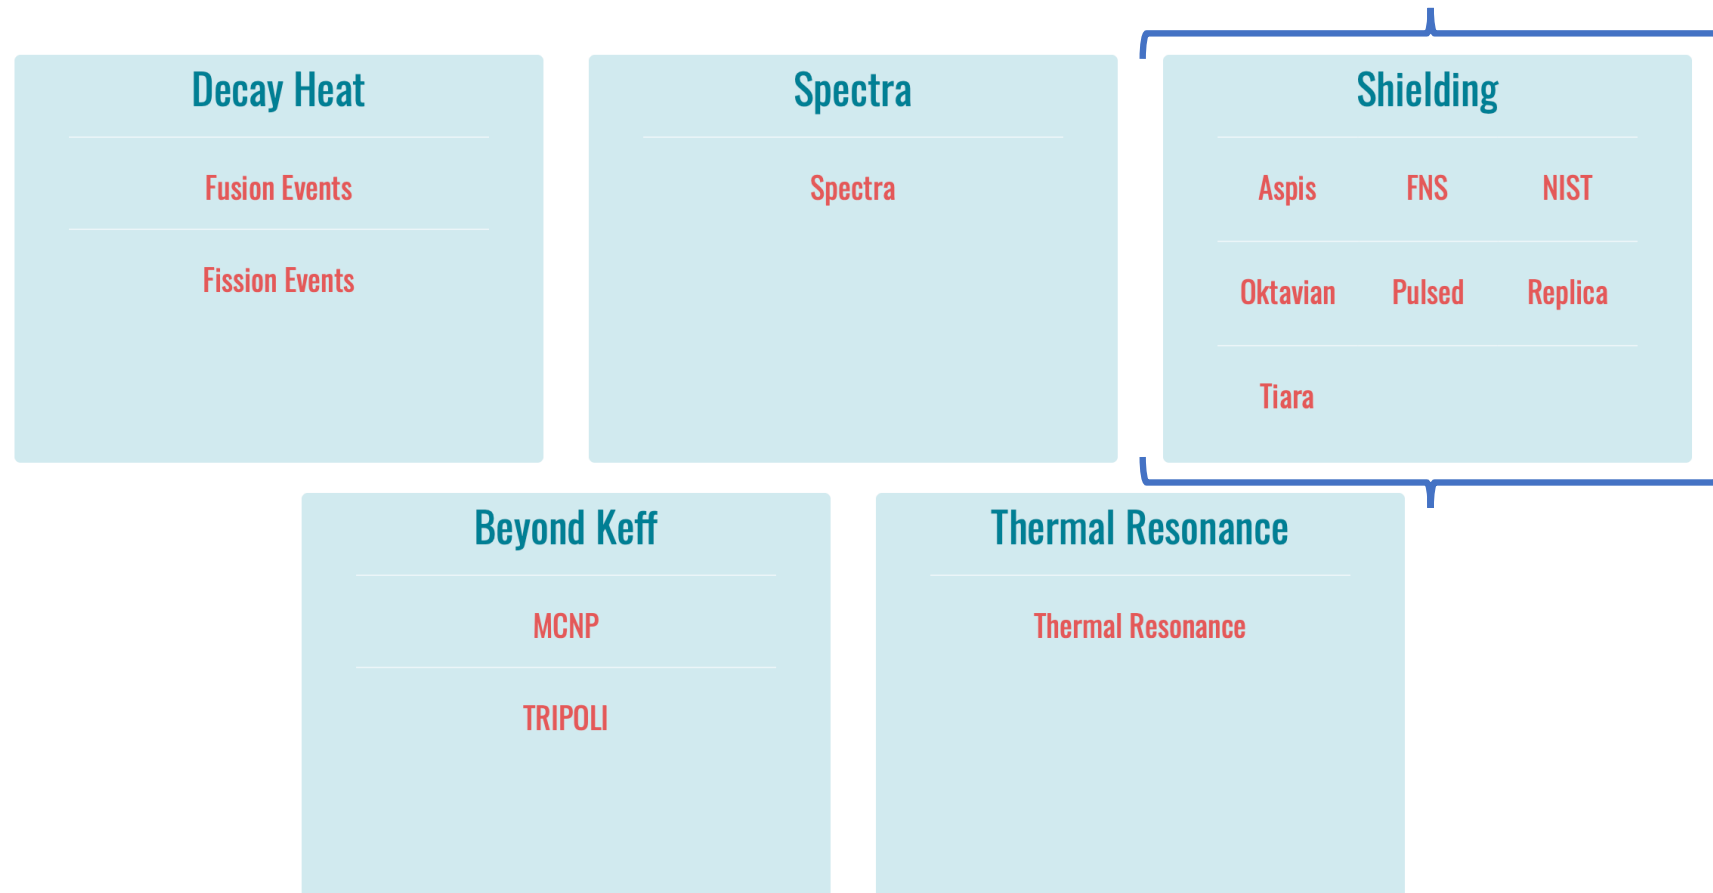 Decay Heat
Fusion Events
Fission Events
Spectra
Spectra
Shielding
Aspis FNS NIST
Oktavian Pulsed Replica
Tiara
Beyond Keff
MCNP
TRIPOLI
Thermal Resonance
Thermal Resonance